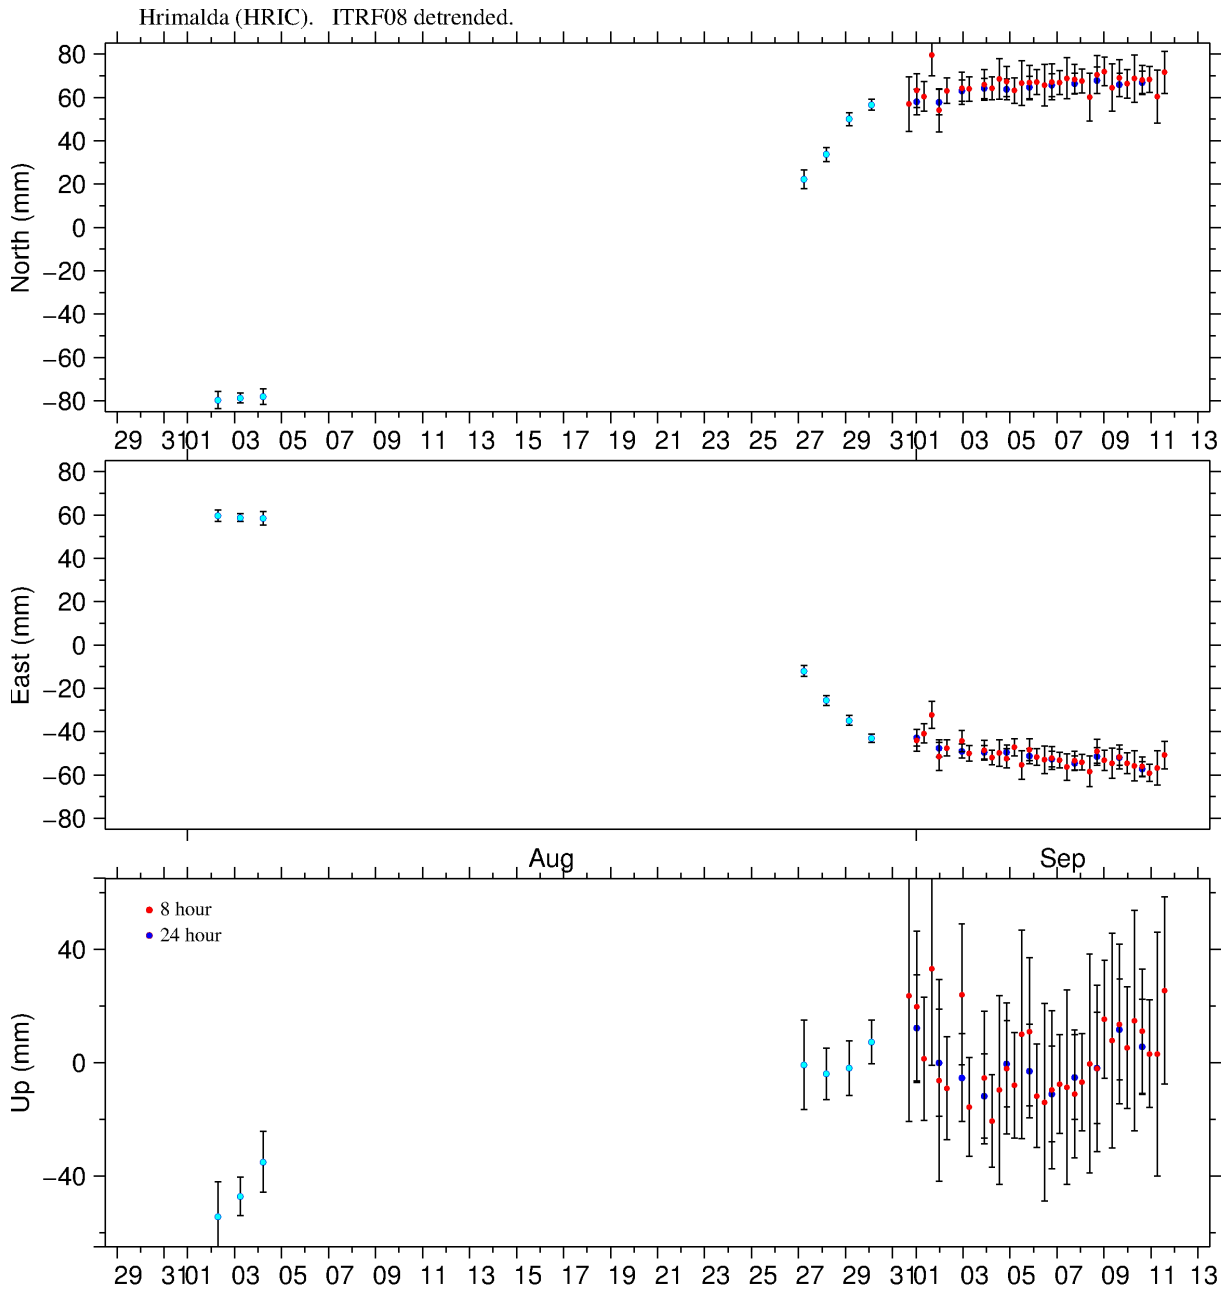 Hrimalda (HRIC).   ITRF08 detrended.
80
60
40
20
0
−20
−40
−60
−80
North (mm)
29 31 01 03 05 07 09 11 13 15 17 19 21 23 25 27 29 31 01 03 05 07 09 11 13
80
60
40
20
0
−20
−40
−60
−80
East (mm)
Aug Sep
8 hour
24 hour
40
0
−40
Up (mm)
29 31 01 03 05 07 09 11 13 15 17 19 21 23 25 27 29 31 01 03 05 07 09 11 13